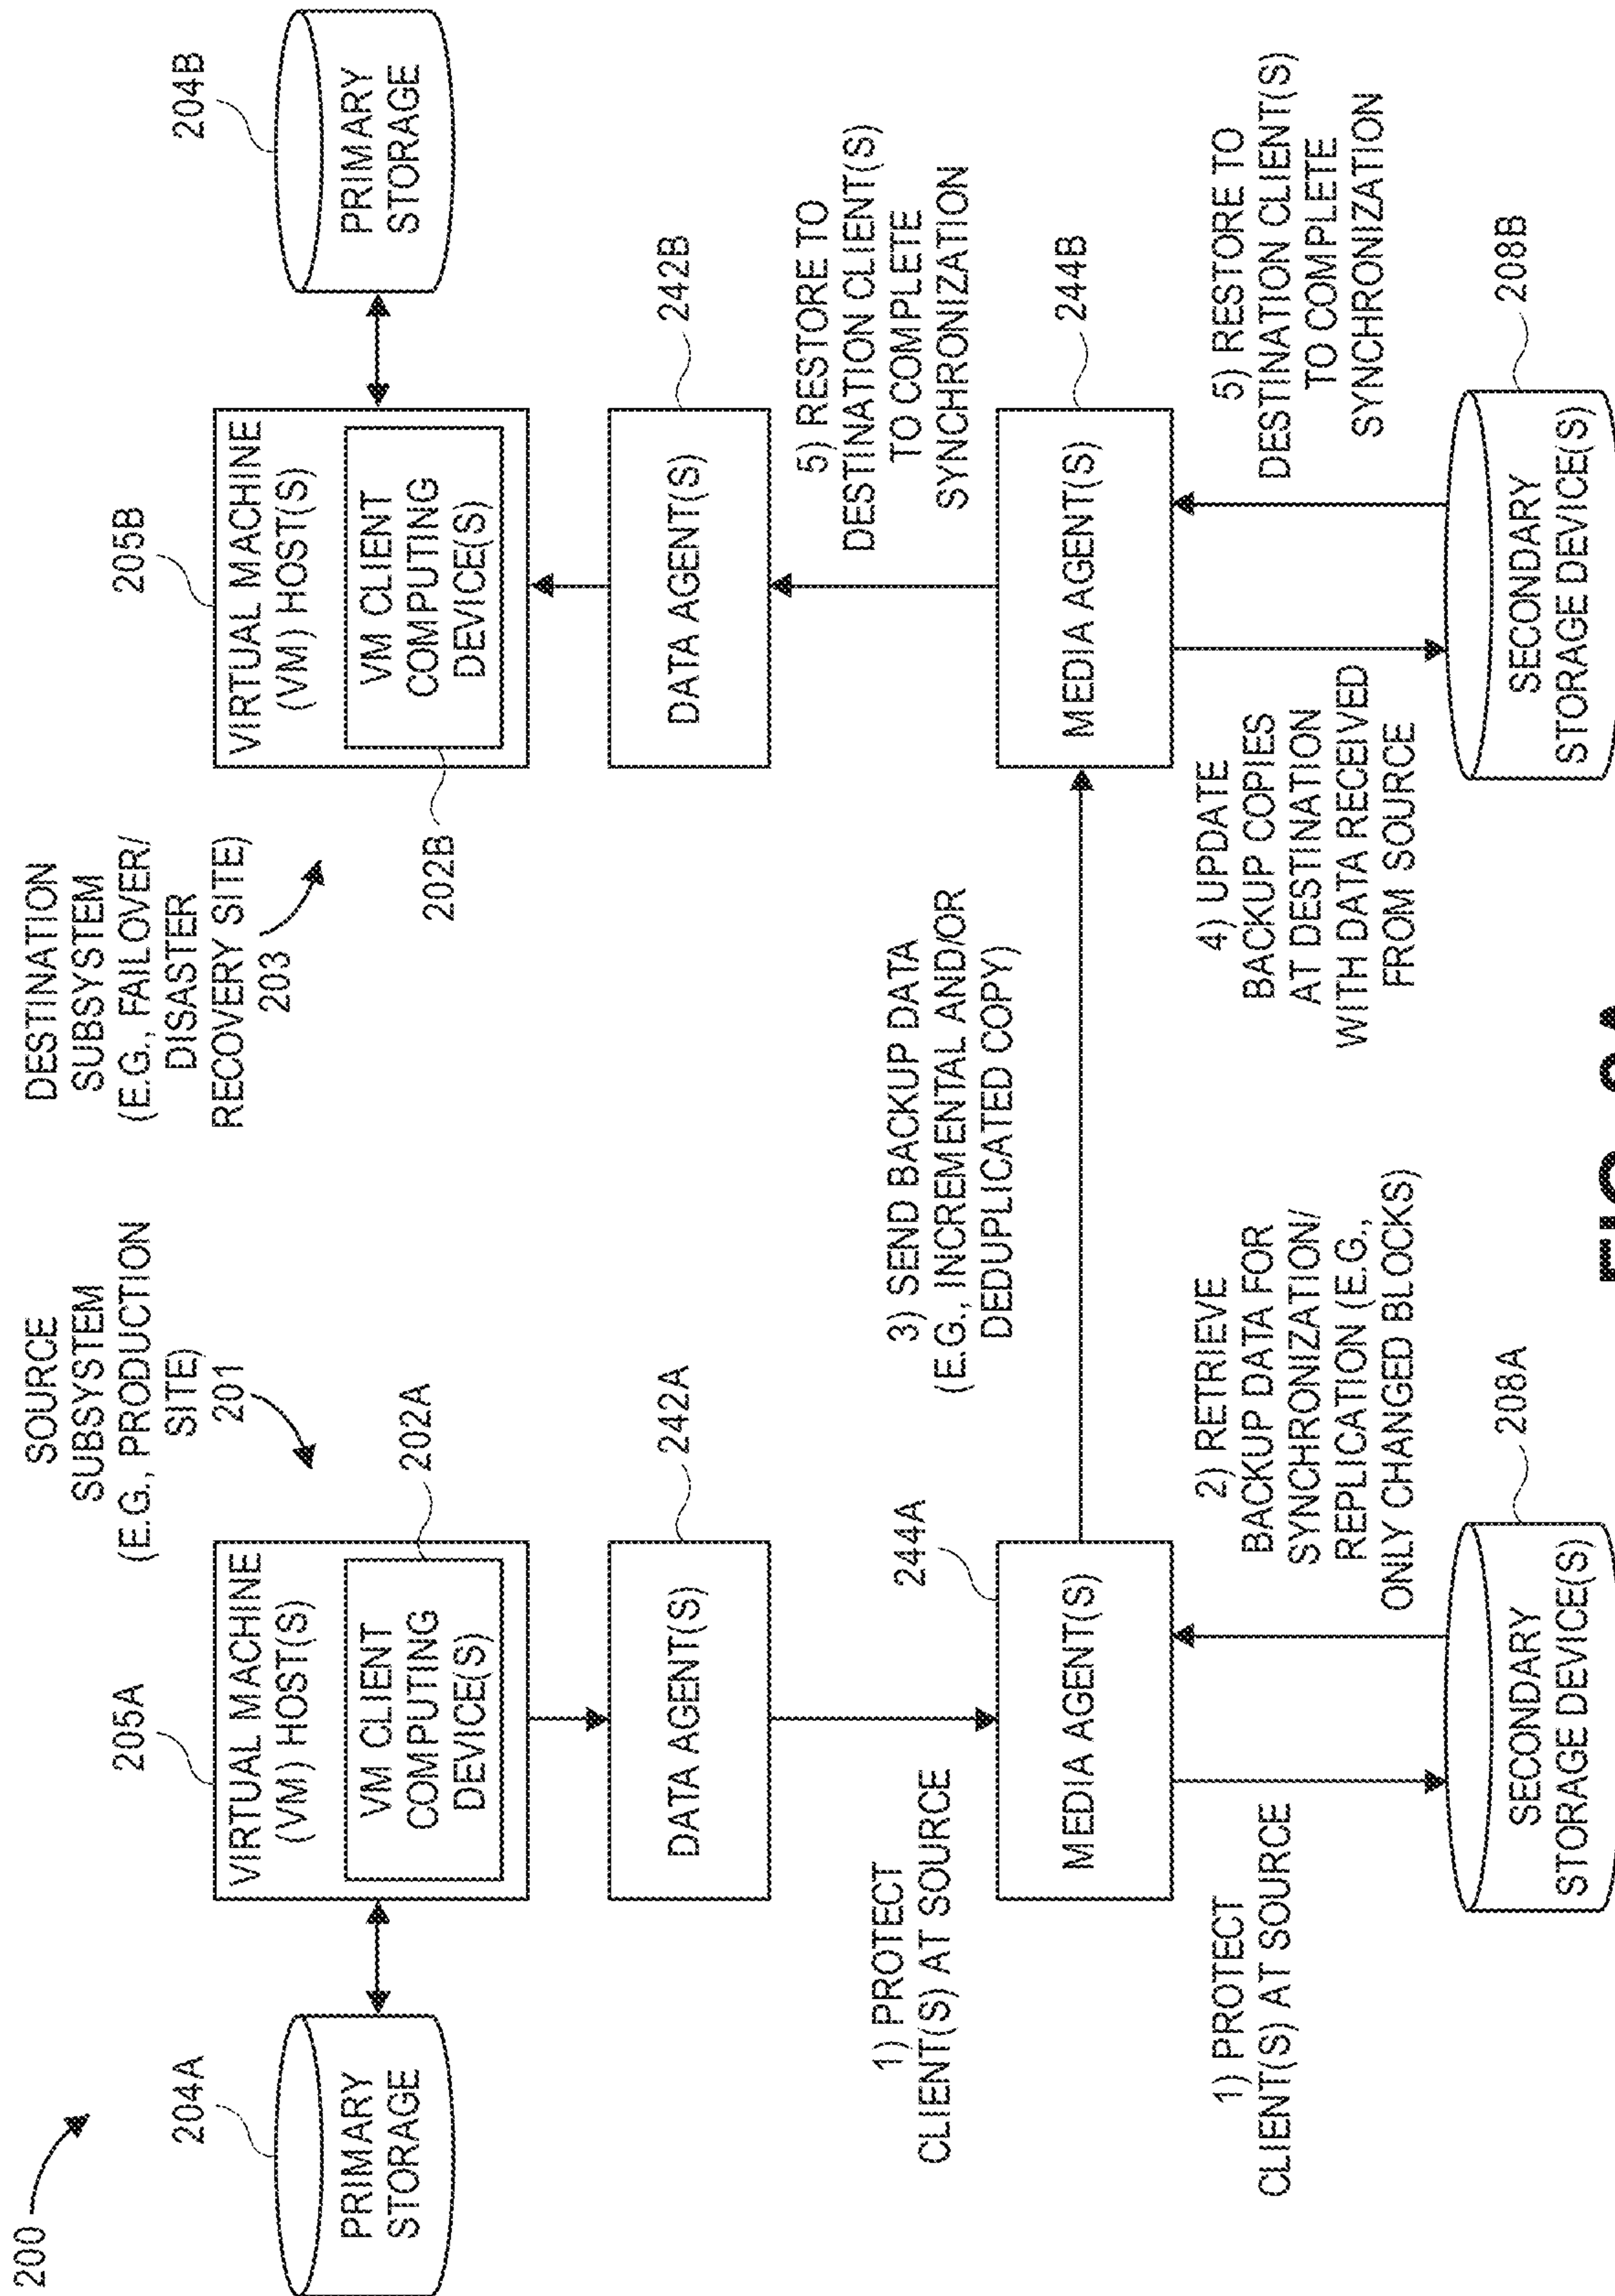 200
SOURCE
SUBSYSTEM
(E.G., PRODUCTION
SITE)
201
DESTINATION
SUBSYSTEM
(E.G., FAILOVER/
DISASTER
RECOVERY SITE)
203
204A
PRIMARY
STORAGE
205A
VIRTUAL MACHINE
(VM) HOST(S)
VM CLIENT
COMPUTING
DEVICE(S)
202A
205B
VIRTUAL MACHINE
(VM) HOST(S)
VM CLIENT
COMPUTING
DEVICE(S)
202B
204B
PRIMARY
STORAGE
DATA AGENT(S)
242A
DATA AGENT(S)
242B
1) PROTECT
CLIENT(S) AT SOURCE
3) SEND BACKUP DATA
(E.G., INCREMENTAL AND/OR
DEDUPLICATED COPY)
5) RESTORE TO
DESTINATION CLIENT(S)
TO COMPLETE
SYNCHRONIZATION
244A
MEDIA AGENT(S)
MEDIA AGENT(S)
244B
1) PROTECT
CLIENT(S) AT SOURCE
2) RETRIEVE
BACKUP DATA FOR
SYNCHRONIZATION/
REPLICATION (E.G.,
ONLY CHANGED BLOCKS)
4) UPDATE
BACKUP COPIES
AT DESTINATION
WITH DATA RECEIVED
FROM SOURCE
5) RESTORE TO
DESTINATION CLIENT(S)
TO COMPLETE
SYNCHRONIZATION
SECONDARY
STORAGE DEVICE(S)
208A
SECONDARY
STORAGE DEVICE(S)
208B